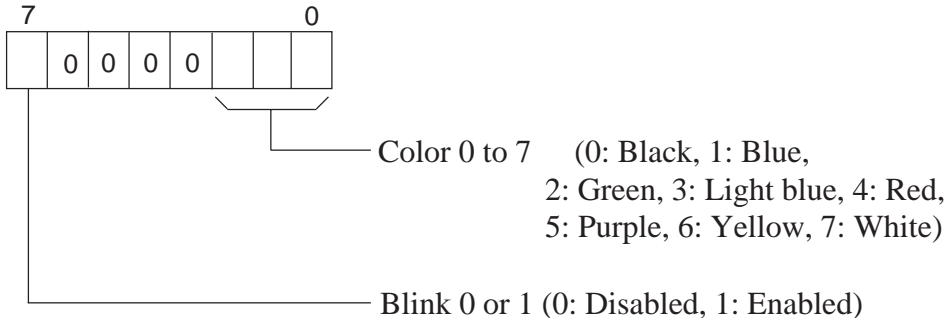 7 0
0 0 0 0
Color 0 to 7 (0: Black, 1: Blue,
2: Green, 3: Light blue, 4: Red,
5: Purple, 6: Yellow, 7: White)
Blink 0 or 1 (0: Disabled, 1: Enabled)